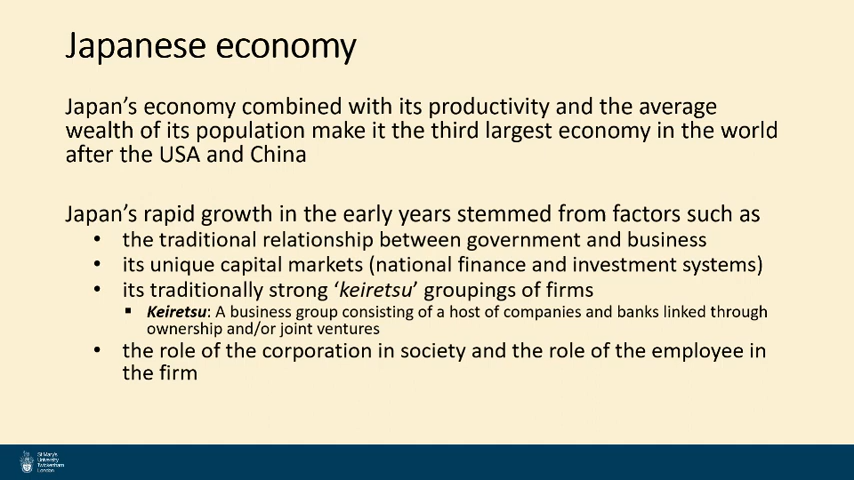 Japanese economy
Japan’s economy combined with its productivity and the average
wealth of its population make it the third largest economy in the world
after the USA and China
Japan’s rapid growth in the early years stemmed from factors such as
• the traditional relationship between government and business
• its unique capital markets (national finance and investment systems)
• its traditionally strong ‘keiretsu’ groupings of firms
▪ Keiretsu: A business group consisting of a host of companies and banks linked through
ownership and/or joint ventures
• the role of the corporation in society and the role of the employee in
the firm
St Mary's
University
Twickenham
London